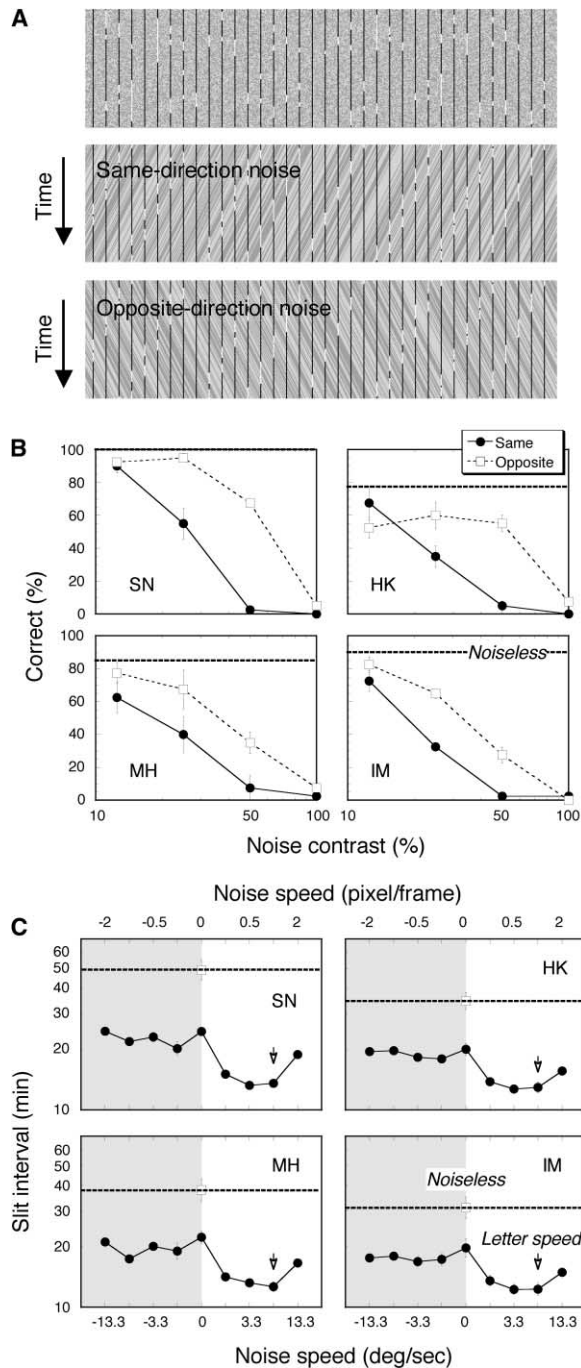 A
Time
Same-direction noise
Time
Opposite-direction noise
B
Same
Opposite
Correct (%)
100
80
60
40
20
0
SN
HK
100
80
60
40
20
0
MH
Noiseless
IM
10
50
100
10
50
100
Noise contrast (%)
Noise speed (pixel/frame)
C
-2
-0.5
0
0.5
2
-2
-0.5
0
0.5
2
Slit interval (min)
60
50
40
30
20
10
SN
HK
60
50
40
30
20
10
MH
Noiseless
IM
Letter speed
-13.3
-3.3
0
3.3
13.3
-13.3
-3.3
0
3.3
13.3
Noise speed (deg/sec)